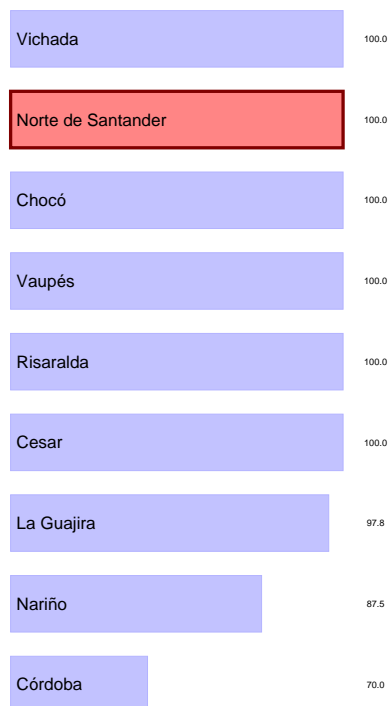 Vichada 100.0
Norte de Santander 100.0
Chocó 100.0
Vaupés 100.0
Risaralda 100.0
Cesar 100.0
La Guajira 97.8
Nariño 87.5
Córdoba 70.0